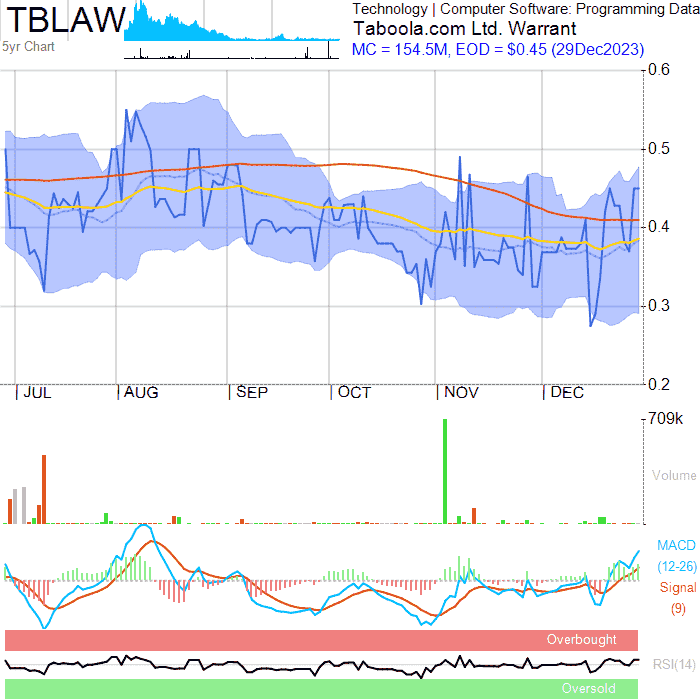 TBLAW
5yr Chart
Technology | Computer Software: Programming Data
Taboola.com Ltd. Warrant
MC = 154.5M, EOD = $0.45 (29Dec2023)
0.6
0.5
0.4
0.3
0.2
JUL AUG SEP OCT NOV DEC
709k
Volume
MACD
(12-26)
Signal
(9)
Overbought
RSI(14)
Oversold